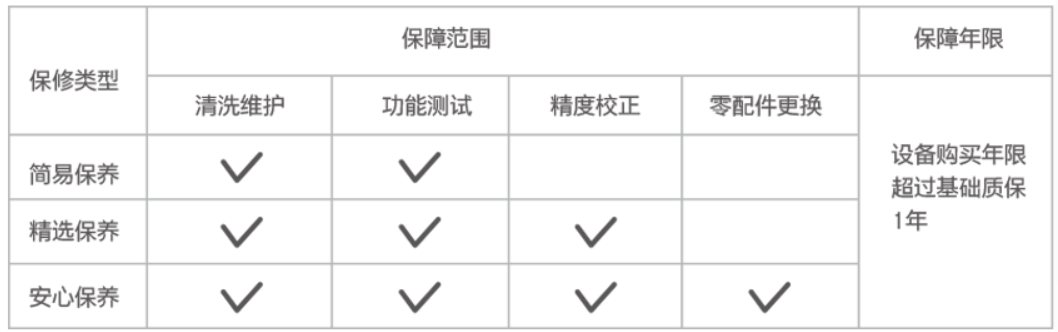 保修类型
保障范围
保障年限
清洗维护
功能测试
精度校正
零配件更换
简易保养
精选保养
安心保养
设备购买年限
超过基础质保
1年